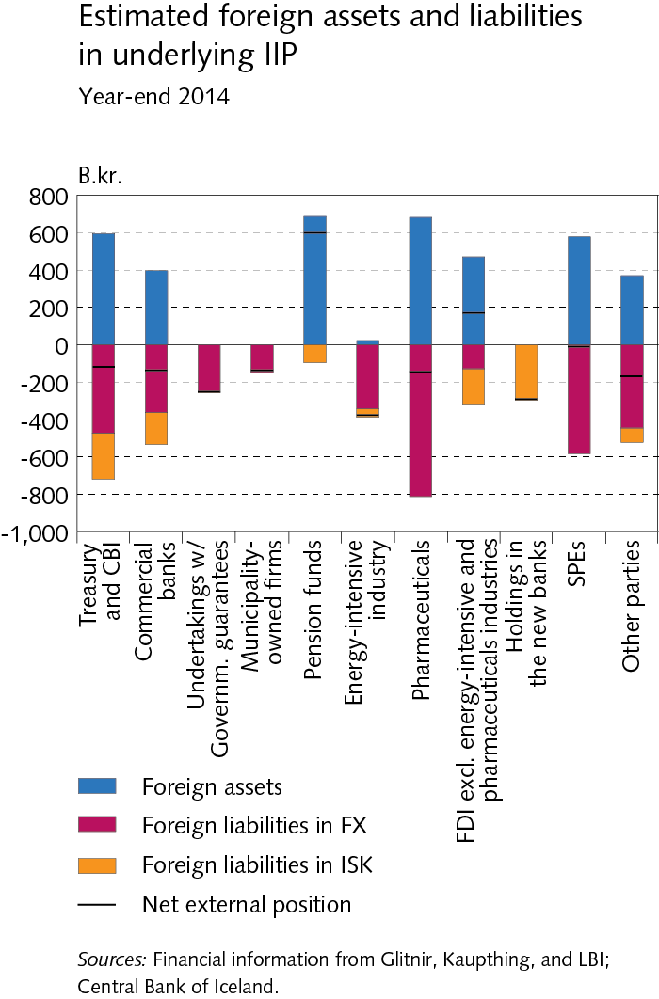 Estimated foreign assets and liabilities
in underlying IIP
Year-end 2014
B.kr.
800
600
400
200
0
-200
-400
-600
-800
-1,000
Treasury
and CBI
Commercial
banks
Undertakings w/
Governm. guarantees
Municipality-
owned firms
Pension funds
Energy-intensive
industry
Pharmaceuticals
FDI excl. energy-intensive and
pharmaceuticals industries
Holdings in
the new banks
SPEs
Other parties
Foreign assets
Foreign liabilities in FX
Foreign liabilities in ISK
Net external position
Sources: Financial information from Glitnir, Kaupthing, and LBI;
Central Bank of Iceland.